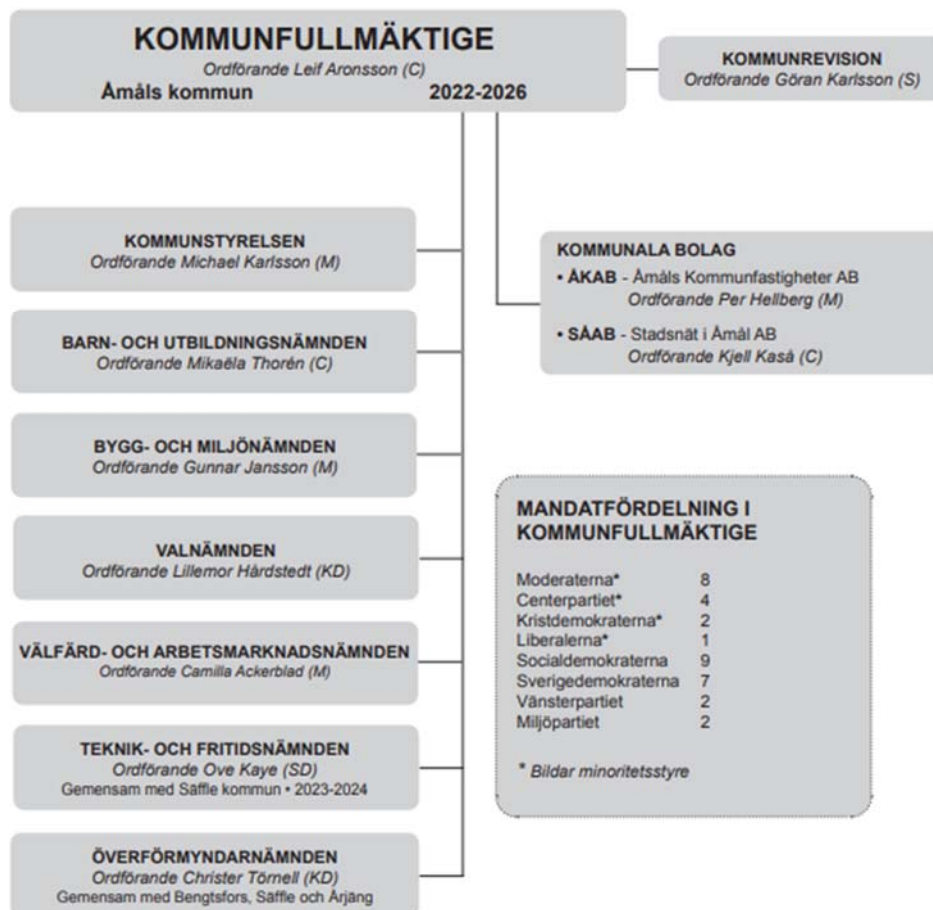 KOMMUNFULLMÄKTIGE
Ordförande Leif Aronsson (C)
Åmåls kommun 2022-2026
KOMMUNREVISION
Ordförande Göran Karlsson (S)
KOMMUNSTYRELSEN
Ordförande Michael Karlsson (M)
BARN- OCH UTBILDNINGSNÄMNDEN
Ordförande Mikaëla Thorén (C)
BYGG- OCH MILJÖNÄMNDEN
Ordförande Gunnar Jansson (M)
VALNÄMNDEN
Ordförande Lillemor Hårdstedt (KD)
VÄLFÄRD- OCH ARBETSMARKNADSNÄMNDEN
Ordförande Camilla Ackerblad (M)
TEKNIK- OCH FRITIDSNÄMNDEN
Ordförande Ove Kaye (SD)
Gemensam med Säffle kommun • 2023-2024
ÖVERFÖRMYNDARNÄMNDEN
Ordförande Christer Törnell (KD)
Gemensam med Bengtsfors, Säffle och Årjäng
KOMMUNALA BOLAG
• ÅKAB - Åmåls Kommunfastigheter AB
Ordförande Per Hellberg (M)
• SÅAB - Stadsnät i Åmål AB
Ordförande Kjell Kaså (C)
MANDATFÖRDELNING I
KOMMUNFULLMÄKTIGE
Moderaterna* 8
Centerpartiet* 4
Kristdemokraterna* 2
Liberalerna* 1
Socialdemokraterna 9
Sverigedemokraterna 7
Vänsterpartiet 2
Miljöpartiet 2
* Bildar minoritetsstyre